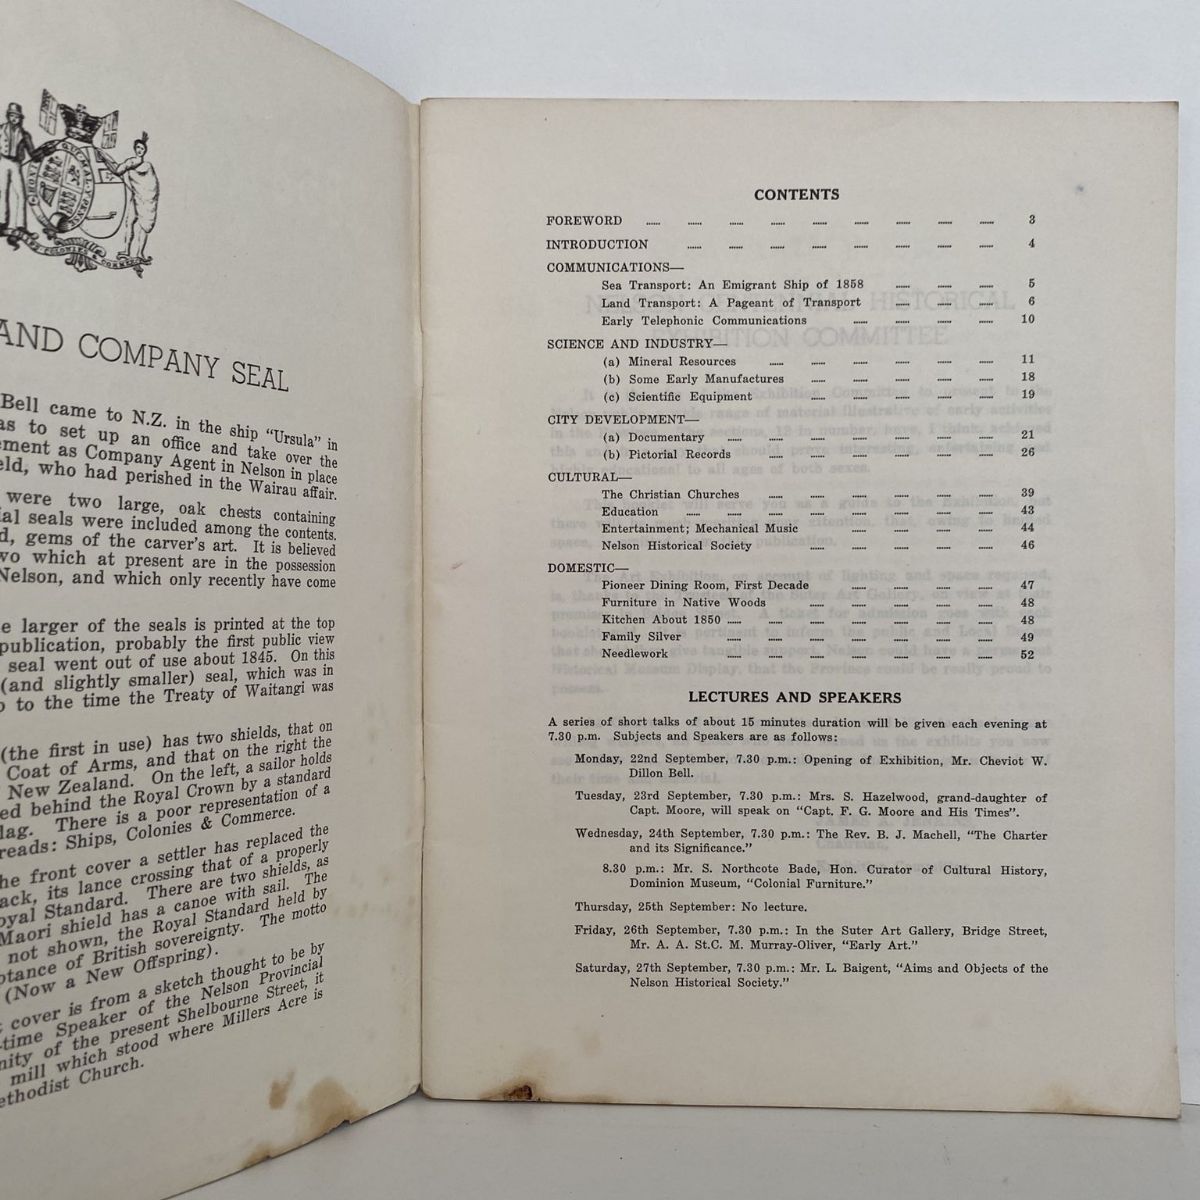 AND COMPANY SEAL
Bell came to N.Z. in the ship "Ursula" in
as to set up an office and take over the
ement as Company Agent in Nelson in place
eld, who had perished in the Wairau affair.
were two large, oak chests containing
ial seals were included among the contents.
d, gems of the carver's art. It is believed
wo which at present are in the possession
Nelson, and which only recently have come
e larger of the seals is printed at the top
publication, probably the first public view
seal went out of use about 1845. On this
(and slightly smaller) seal, which was in
o to the time the Treaty of Waitangi was
(the first in use) has two shields, that on
Coat of Arms, and that on the right the
New Zealand. On the left, a sailor holds
ed behind the Royal Crown by a standard
lag. There is a poor representation of a
reads: Ships, Colonies & Commerce.
he front cover a settler has replaced the
ack, its lance crossing that of a properly
oyal Standard. There are two shields, as
Maori shield has a canoe with sail. The
not shown, the Royal Standard held by
ptance of British sovereignty. The motto
(Now a New Offspring).
cover is from a sketch thought to be by
-time Speaker of the Nelson Provincial
nity of the present Shelbourne Street, it
mill which stood where Millers Acre is
ethodist Church.
CONTENTS
FOREWORD ...... ...... ...... ...... ...... ...... ...... ...... ...... 3
INTRODUCTION ...... ...... ...... ...... ...... ...... ...... ...... 4
COMMUNICATIONS—
Sea Transport: An Emigrant Ship of 1858 ...... ...... ...... 5
Land Transport: A Pageant of Transport ...... ...... ...... 6
Early Telephonic Communications ...... ...... ...... ...... 10
SCIENCE AND INDUSTRY—
(a) Mineral Resources ...... ...... ...... ...... ...... ...... 11
(b) Some Early Manufactures ...... ...... ...... ...... ...... 18
(c) Scientific Equipment ...... ...... ...... ...... ...... 19
CITY DEVELOPMENT—
(a) Documentary ...... ...... ...... ...... ...... ...... ...... 21
(b) Pictorial Records ...... ...... ...... ...... ...... ...... 26
CULTURAL—
The Christian Churches ...... ...... ...... ...... ...... ...... 39
Education ...... ...... ...... ...... ...... ...... ...... ...... 43
Entertainment; Mechanical Music ...... ...... ...... ...... 44
Nelson Historical Society ...... ...... ...... ...... ...... 46
DOMESTIC—
Pioneer Dining Room, First Decade ...... ...... ...... ...... 47
Furniture in Native Woods ...... ...... ...... ...... ...... 48
Kitchen About 1850 ...... ...... ...... ...... ...... ...... ...... 48
Family Silver ...... ...... ...... ...... ...... ...... ...... 49
Needlework ...... ...... ...... ...... ...... ...... ...... 52
LECTURES AND SPEAKERS
A series of short talks of about 15 minutes duration will be given each evening at
7.30 p.m. Subjects and Speakers are as follows:
Monday, 22nd September, 7.30 p.m.: Opening of Exhibition, Mr. Cheviot W.
Dillon Bell.
Tuesday, 23rd September, 7.30 p.m.: Mrs. S. Hazelwood, grand-daughter of
Capt. Moore, will speak on "Capt. F. G. Moore and His Times".
Wednesday, 24th September, 7.30 p.m.: The Rev. B. J. Machell, "The Charter
and its Significance."
8.30 p.m.: Mr. S. Northcote Bade, Hon. Curator of Cultural History,
Dominion Museum, "Colonial Furniture."
Thursday, 25th September: No lecture.
Friday, 26th September, 7.30 p.m.: In the Suter Art Gallery, Bridge Street,
Mr. A. A. St.C. M. Murray-Oliver, "Early Art."
Saturday, 27th September, 7.30 p.m.: Mr. L. Baigent, "Aims and Objects of the
Nelson Historical Society."